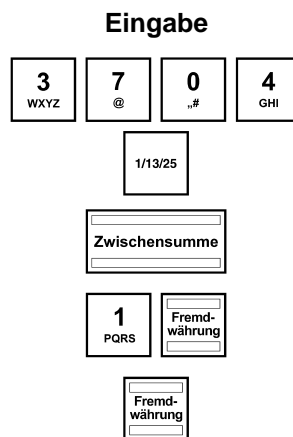 Eingabe
3 7 0 4
WXYZ @ „# GHI
1/13/25
Zwischensumme
1 Fremd-
PQRS währung
Fremd-
währung